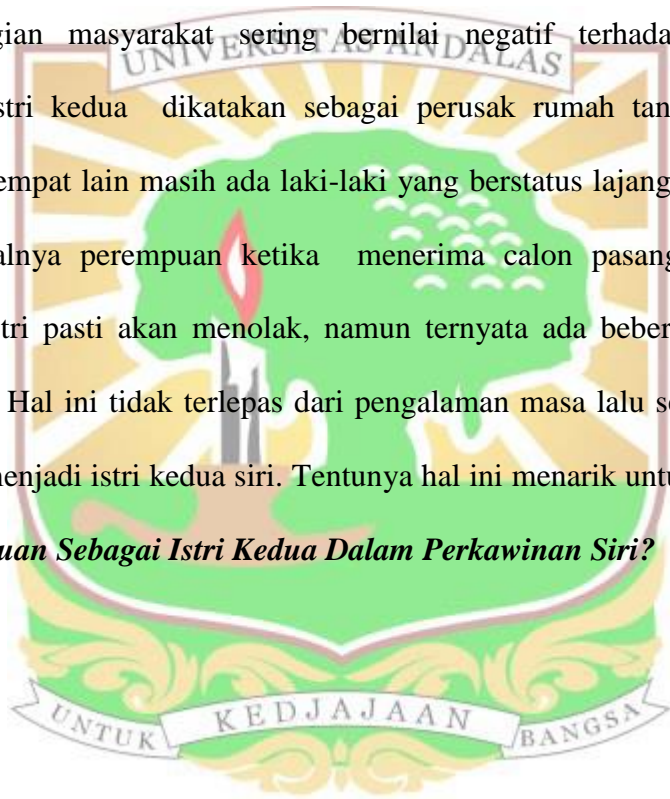 gian masyarakat sering bernilai negatif terhada
UNIVERSITAS ANDALAS
stri kedua dikatakan sebagai perusak rumah tan
empat lain masih ada laki-laki yang berstatus lajang
alnya perempuan ketika menerima calon pasang
tri pasti akan menolak, namun ternyata ada beber
Hal ini tidak terlepas dari pengalaman masa lalu se
menjadi istri kedua siri. Tentunya hal ini menarik untu
uan Sebagai Istri Kedua Dalam Perkawinan Siri?
UNTUK KEDJAJAAN BANGSA